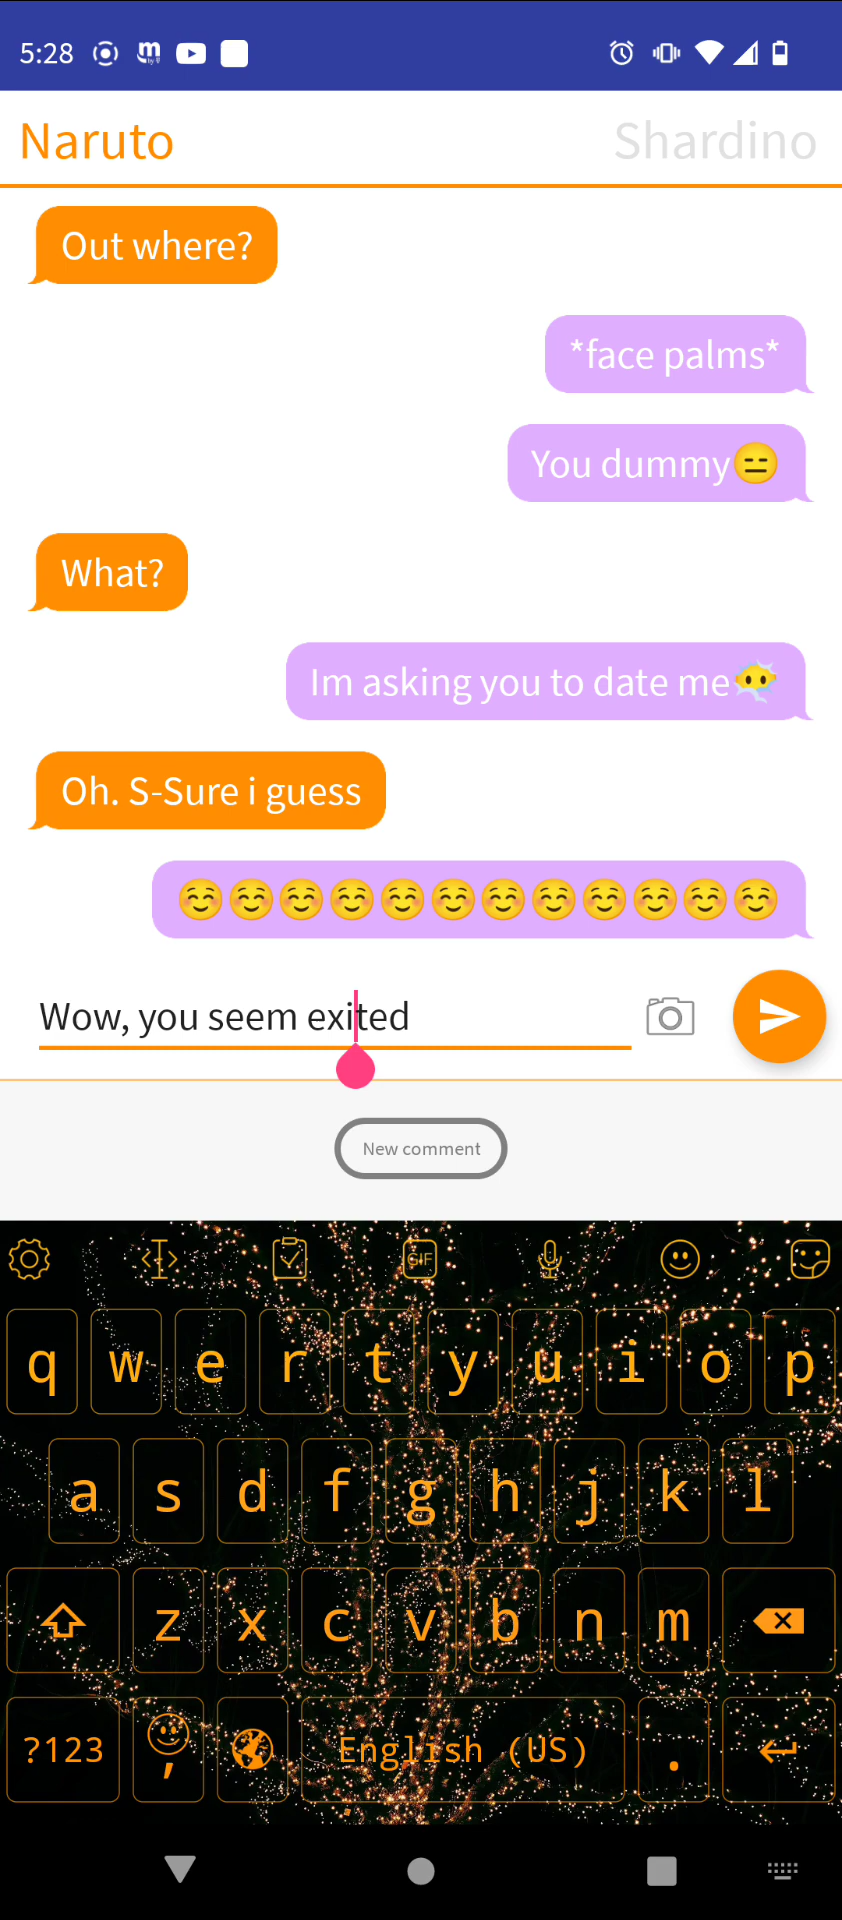 5:28
Naruto Shardino
Out where?
*face palms*
You dummy😑
What?
Im asking you to date me😶‍🌫️
Oh. S-Sure i guess
☺️☺️☺️☺️☺️☺️☺️☺️☺️☺️☺️☺️
Wow, you seem exited
New comment
GIF
q w e r t y u i o p
a s d f g h j k l
z x c v b n m
?123 , English (US) .